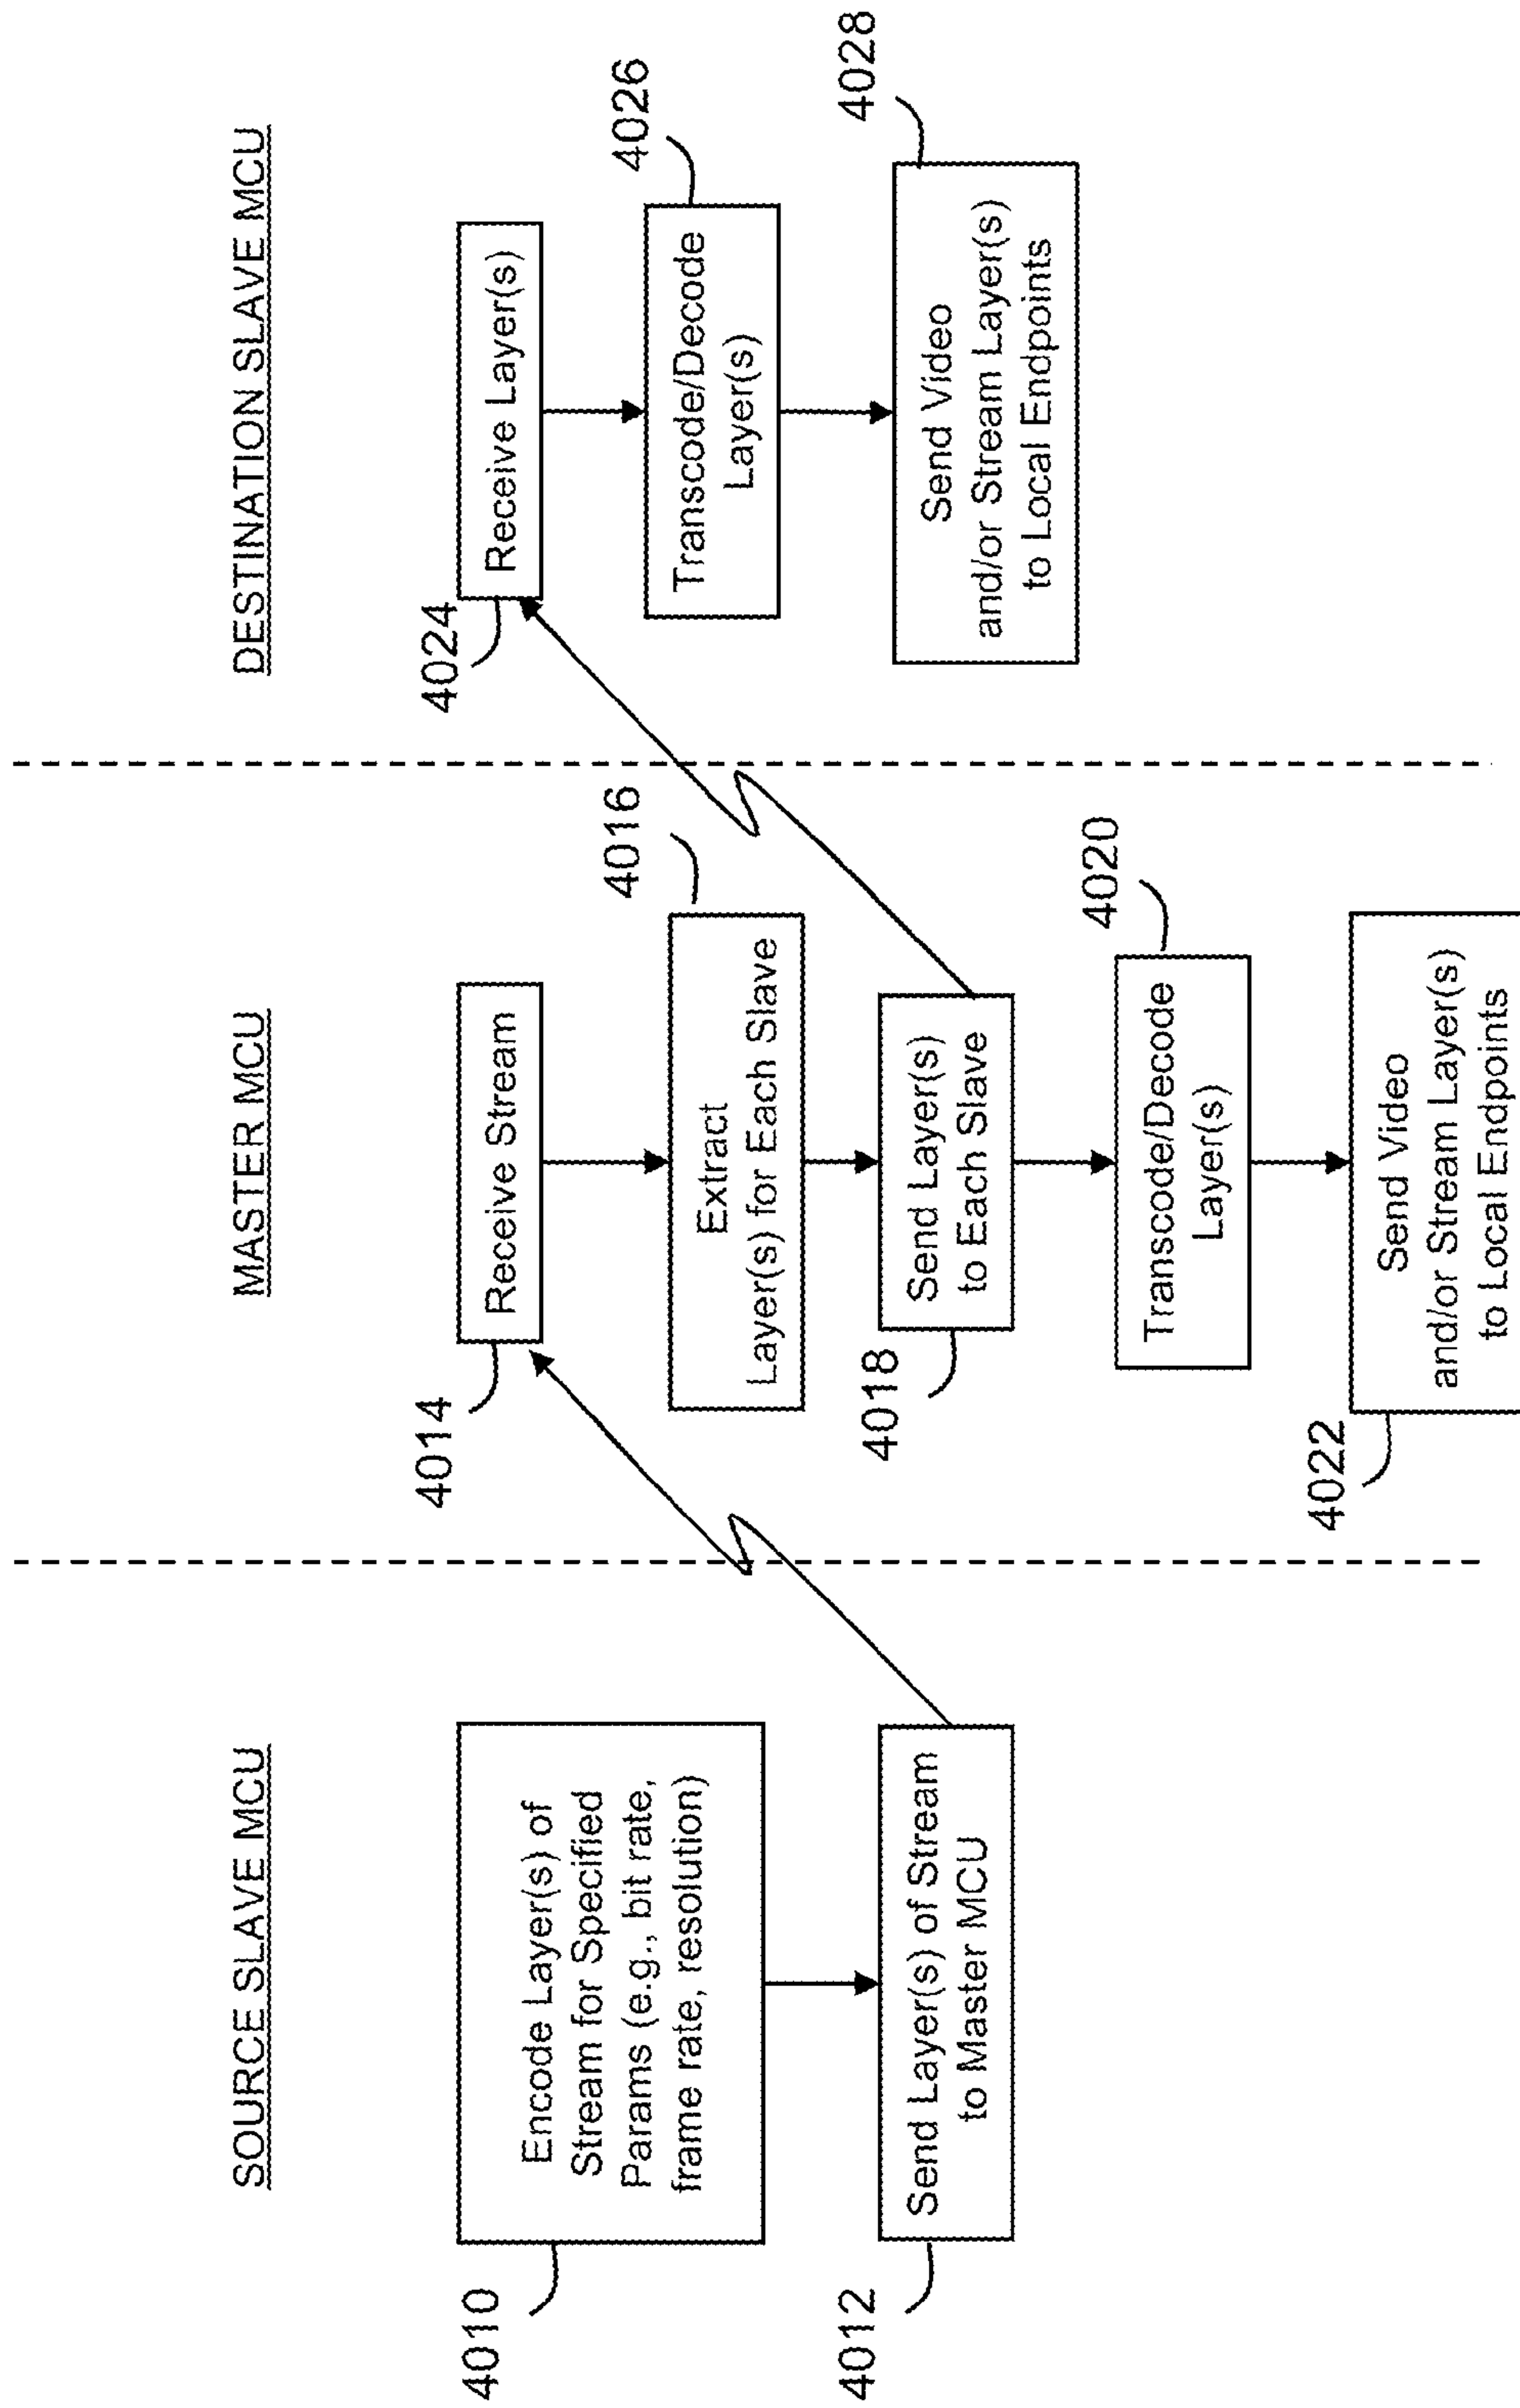 SOURCE SLAVE MCU
4010
Encode Layer(s) of
Stream for Specified
Params (e.g., bit rate,
frame rate, resolution)
4012
Send Layer(s) of Stream
to Master MCU
MASTER MCU
4014
Receive Stream
4016
Extract
Layer(s) for Each Slave
4018
Send Layer(s)
to Each Slave
4020
Transcode/Decode
Layer(s)
4022
Send Video
and/or Stream Layer(s)
to Local Endpoints
DESTINATION SLAVE MCU
4024
Receive Layer(s)
4026
Transcode/Decode
Layer(s)
4028
Send Video
and/or Stream Layer(s)
to Local Endpoints